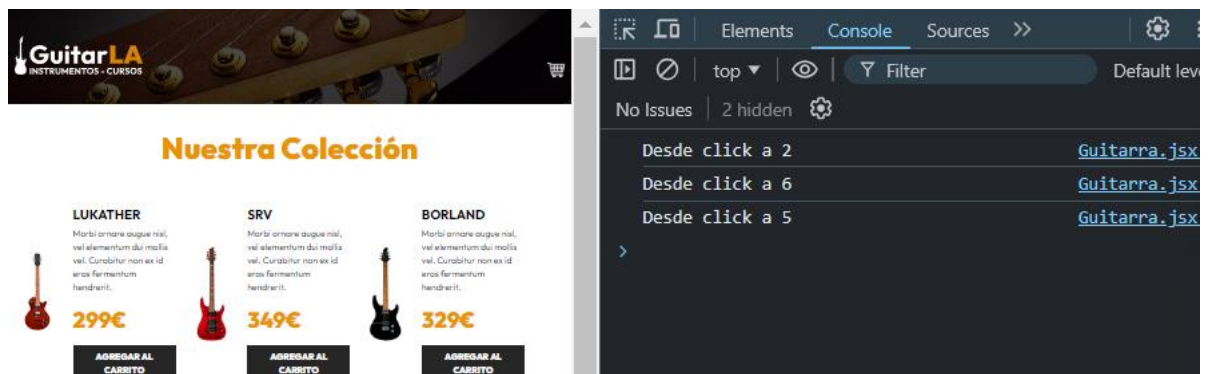 GuitarLA
INSTRUMENTOS - CURSOS
Nuestra Colección
LUKATHER
Morbi ornare augue nisl,
vel elementum dui mollis
vel. Curabitur non ex id
eros fermentum
hendrerit.
299€
AGREGAR AL
CARRITO
SRV
Morbi ornare augue nisl,
vel elementum dui mollis
vel. Curabitur non ex id
eros fermentum
hendrerit.
349€
AGREGAR AL
CARRITO
BORLAND
Morbi ornare augue nisl,
vel elementum dui mollis
vel. Curabitur non ex id
eros fermentum
hendrerit.
329€
AGREGAR AL
CARRITO
Elements Console Sources >>
top Filter Default lev
No Issues 2 hidden
Desde click a 2 Guitarra.jsx
Desde click a 6 Guitarra.jsx
Desde click a 5 Guitarra.jsx
>